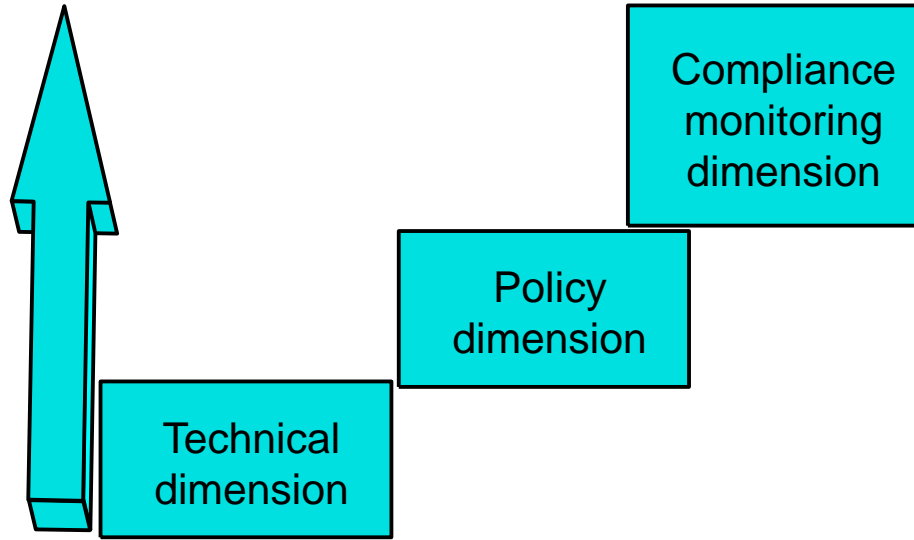 Compliance
monitoring
dimension
Policy
dimension
Technical
dimension